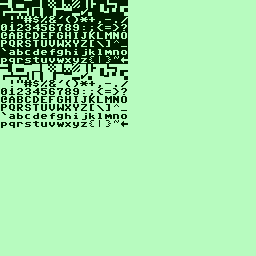 !"#$%&'()*+,-./
0123456789:;<=>?
@ABCDEFGHIJKLMNO
PQRSTUVWXYZ[\]^_
`abcdefghijklmno
pqrstuvwxyz{|}~←
!"#$%&'()*+,-./
0123456789:;<=>?
@ABCDEFGHIJKLMNO
PQRSTUVWXYZ[\]^_
`abcdefghijklmno
pqrstuvwxyz{|}~←